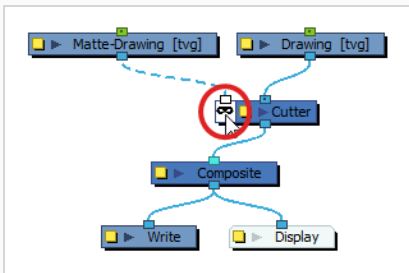 Matte-Drawing [tvg]
Drawing [tvg]
Cutter
Composite
Write
Display